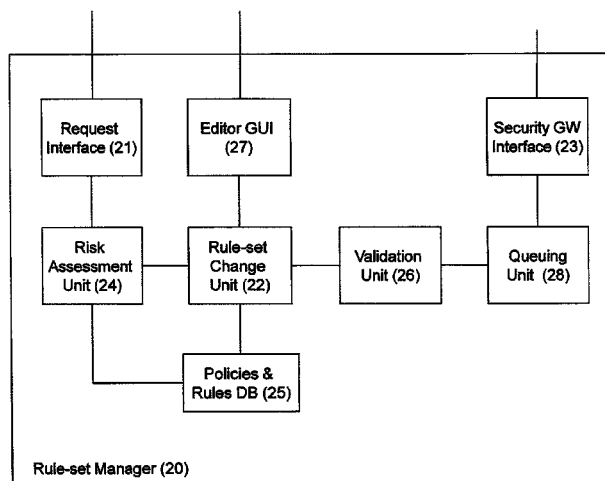 Request
Interface (21)
Editor GUI
(27)
Security GW
Interface (23)
Risk
Assessment
Unit (24)
Rule-set
Change
Unit (22)
Validation
Unit (26)
Queuing
Unit (28)
Policies &
Rules DB (25)
Rule-set Manager (20)